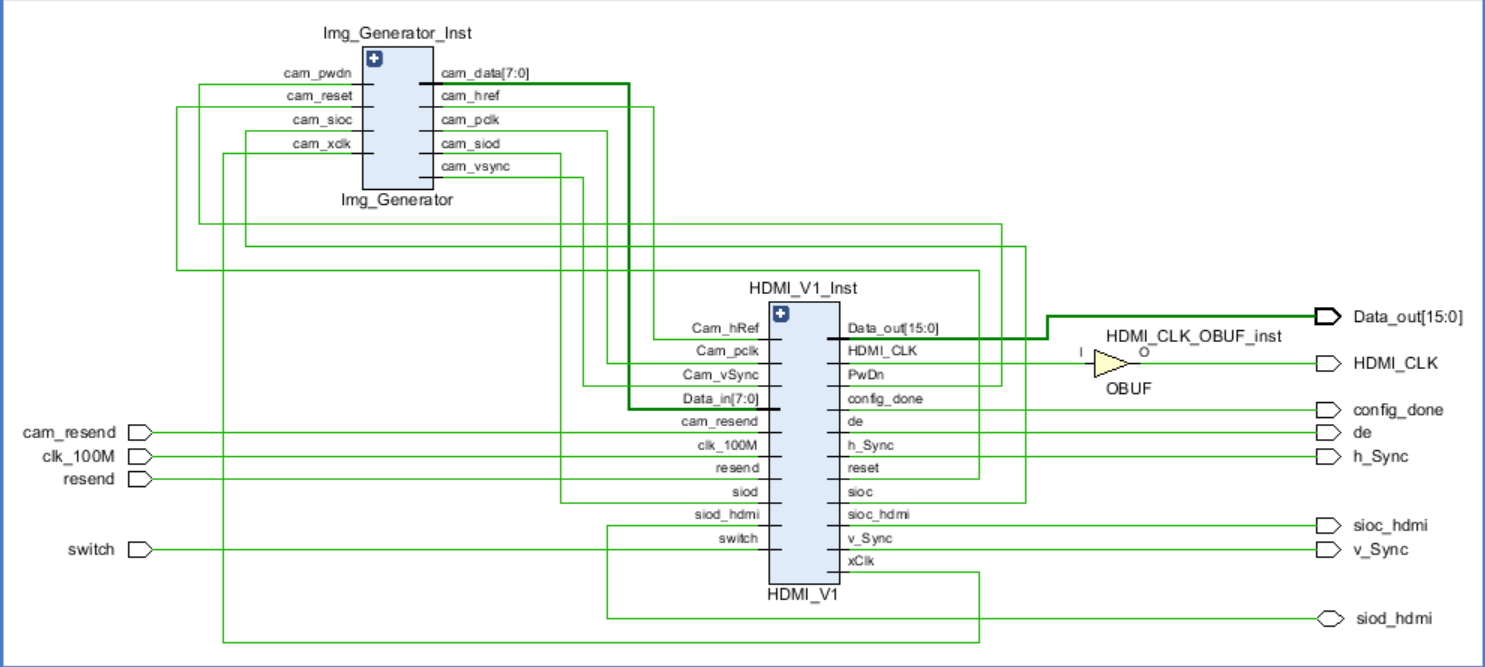 Img_Generator_Inst
cam_pwdn
cam_reset
cam_sioc
cam_xclk
cam_data[7:0]
cam_href
cam_pclk
cam_siod
cam_vsync
Img_Generator
HDMI_V1_Inst
Cam_hRef
Cam_pclk
Cam_vSync
Data_in[7:0]
cam_resend
clk_100M
resend
siod
siod_hdmi
switch
Data_out[15:0]
HDMI_CLK
PwDn
config_done
de
h_Sync
reset
sioc
sioc_hdmi
v_Sync
xClk
HDMI_V1
cam_resend
clk_100M
resend
switch
HDMI_CLK_OBUF_inst
I
O
OBUF
Data_out[15:0]
HDMI_CLK
config_done
de
h_Sync
sioc_hdmi
v_Sync
siod_hdmi